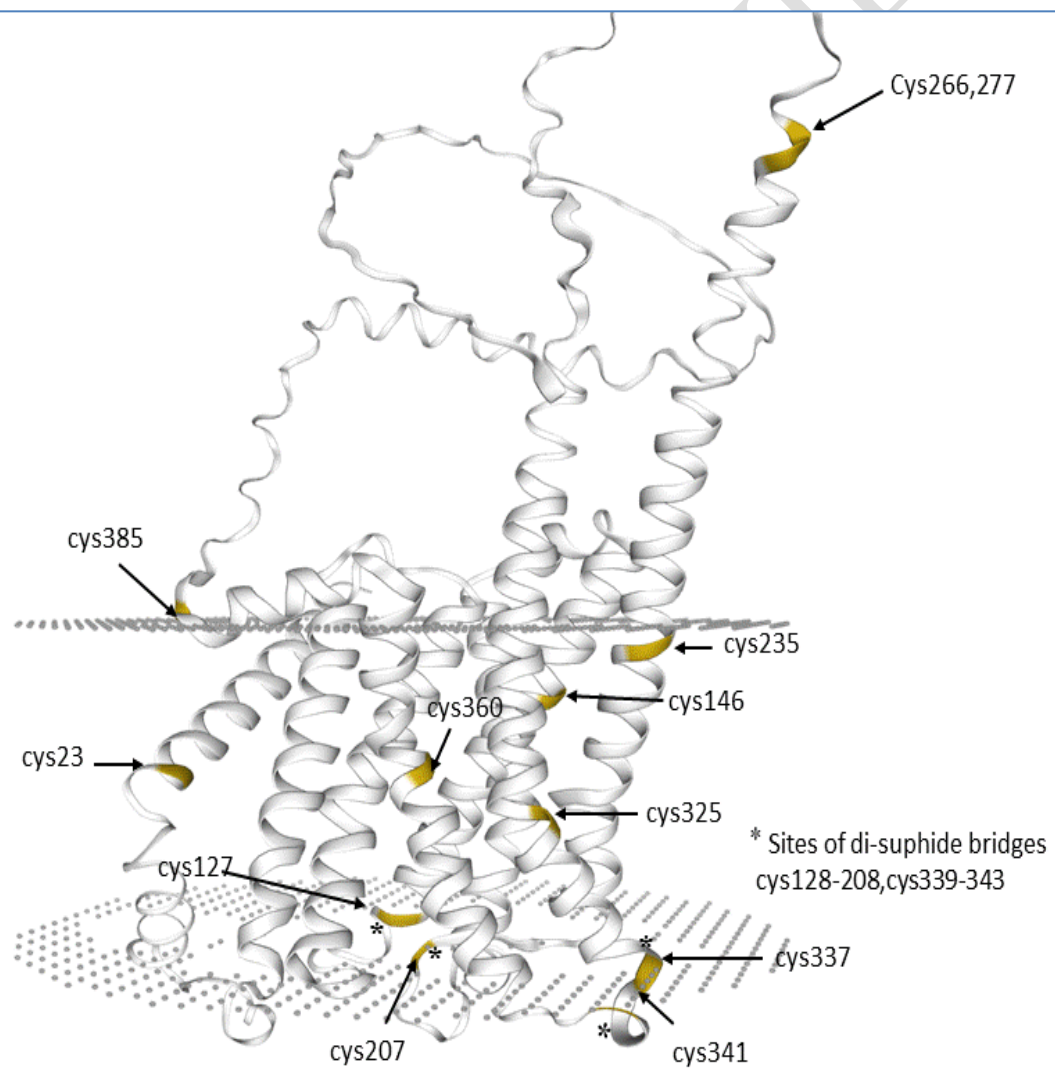 Cys266,277
cys385
cys235
cys146
cys360
cys23
cys325
* Sites of di-suphide bridges
cys128-208,cys339-343
cys127
*
*
*
cys337
*
cys207
cys341